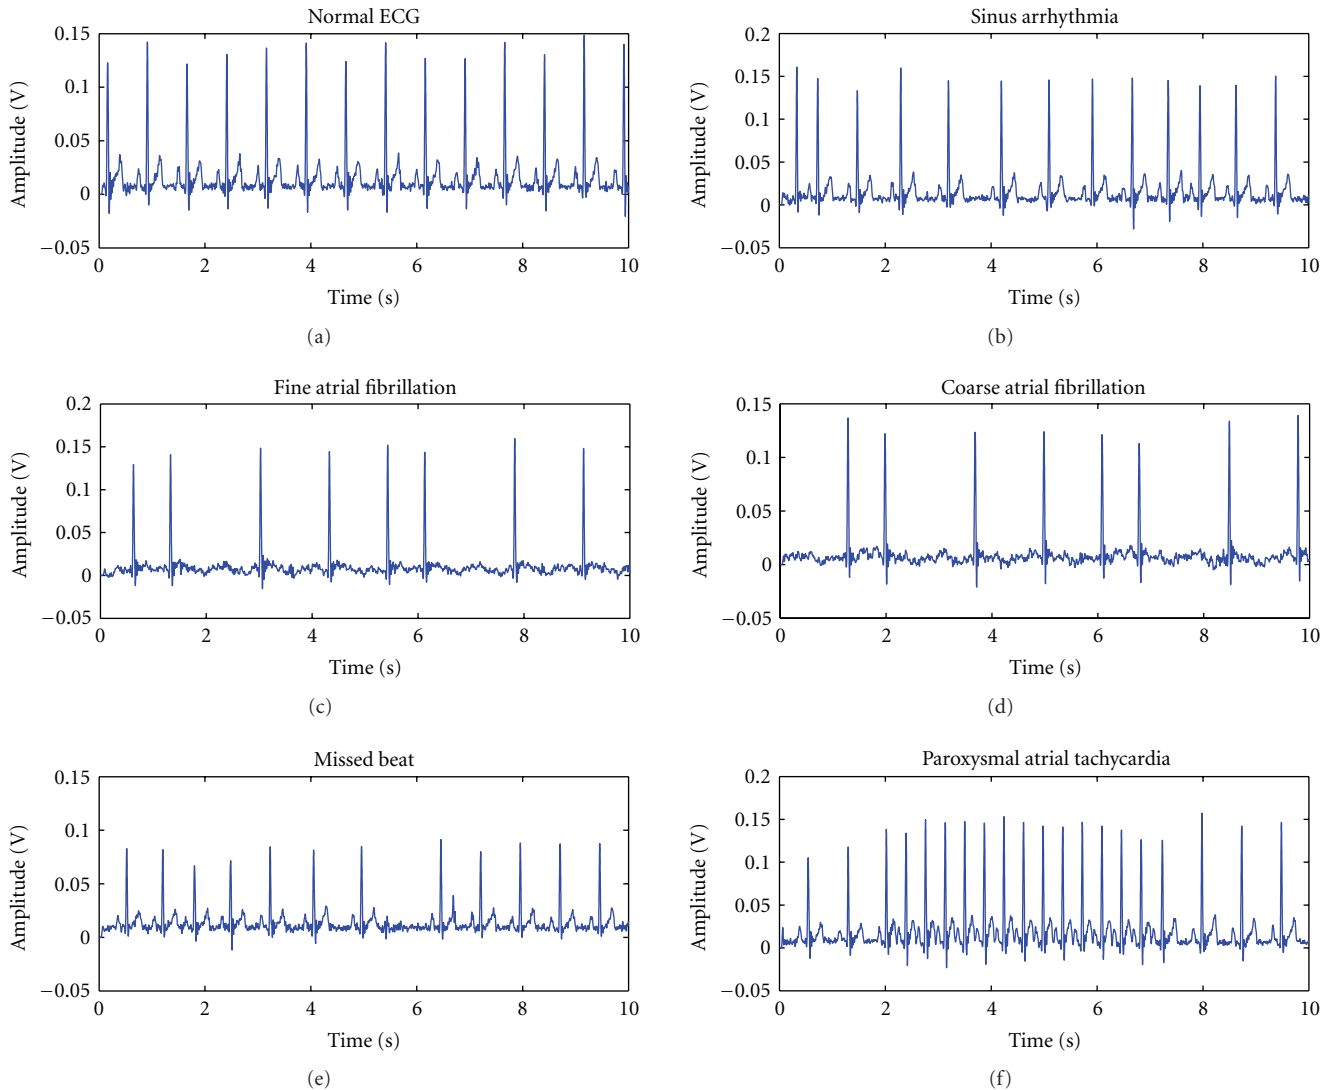 Normal ECG
0.15
0.1
0.05
0
−0.05
Amplitude (V)
0 2 4 6 8 10
Time (s)
(a)
Sinus arrhythmia
0.2
0.15
0.1
0.05
0
−0.05
Amplitude (V)
0 2 4 6 8 10
Time (s)
(b)
Fine atrial fibrillation
0.2
0.15
0.1
0.05
0
−0.05
Amplitude (V)
0 2 4 6 8 10
Time (s)
(c)
Coarse atrial fibrillation
0.15
0.1
0.05
0
−0.05
Amplitude (V)
0 2 4 6 8 10
Time (s)
(d)
Missed beat
0.15
0.1
0.05
0
−0.05
Amplitude (V)
0 2 4 6 8 10
Time (s)
(e)
Paroxysmal atrial tachycardia
0.2
0.15
0.1
0.05
0
−0.05
Amplitude (V)
0 2 4 6 8 10
Time (s)
(f)